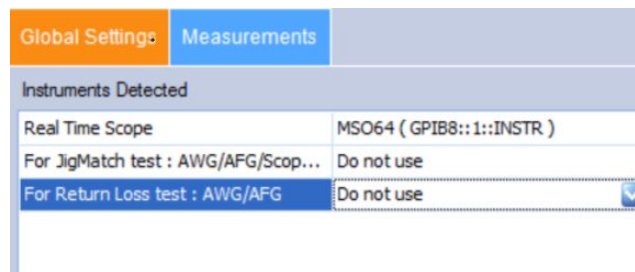 Global Settings Measurements
Instruments Detected
Real Time Scope MSO64 ( GPIB8::1::INSTR )
For JigMatch test : AWG/AFG/Scop... Do not use
For Return Loss test : AWG/AFG Do not use